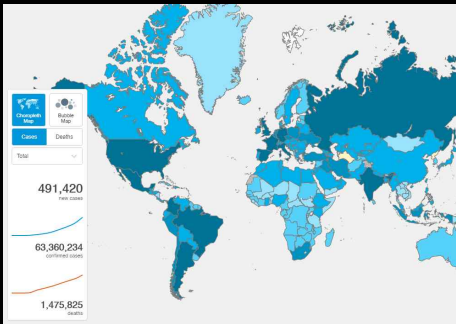 Choropleth
Map
Bubble
Map
Cases
Deaths
Total
491,420
new cases
63,360,234
confirmed cases
1,475,825
deaths